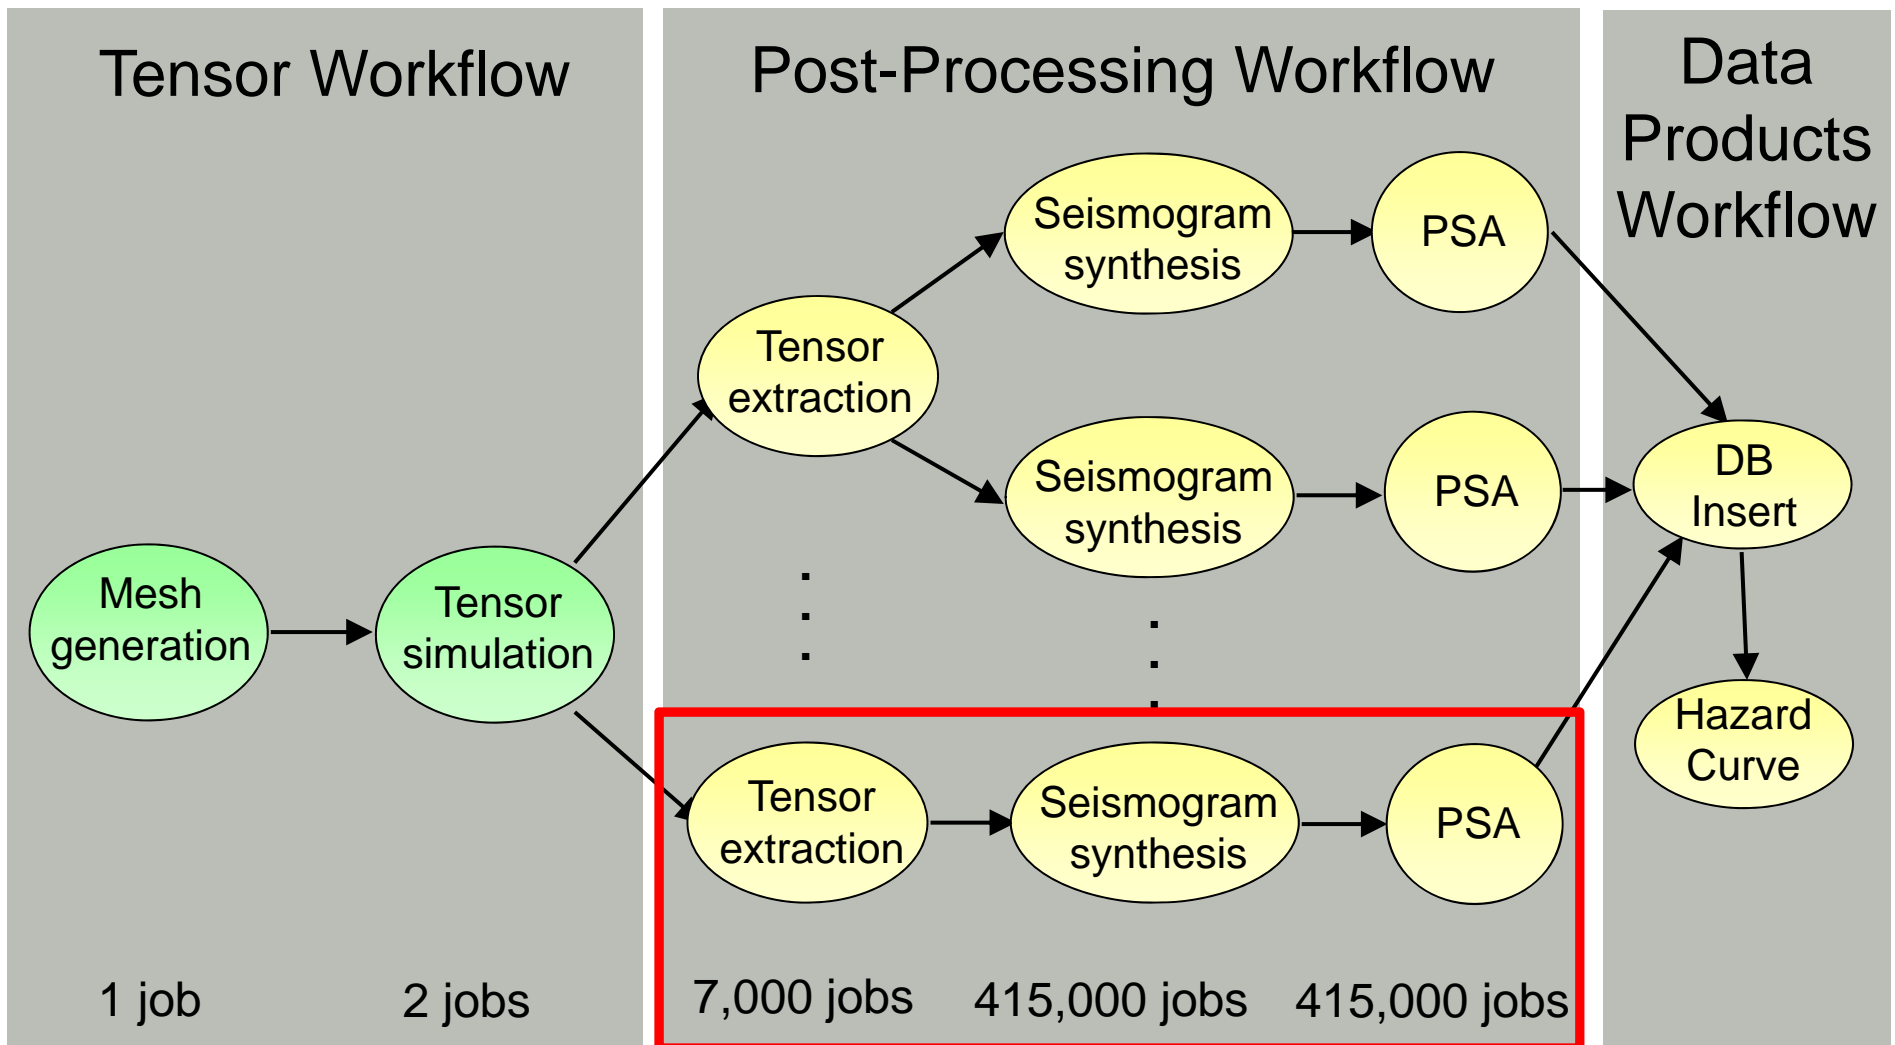 Tensor Workflow
Post-Processing Workflow
Data
Products
Workflow
Seismogram
synthesis
PSA
Tensor
extraction
Seismogram
synthesis
PSA
DB
Insert
Mesh
generation
Tensor
simulation
.
.
.
.
.
.
Hazard
Curve
Tensor
extraction
Seismogram
synthesis
PSA
1 job
2 jobs
7,000 jobs
415,000 jobs
415,000 jobs